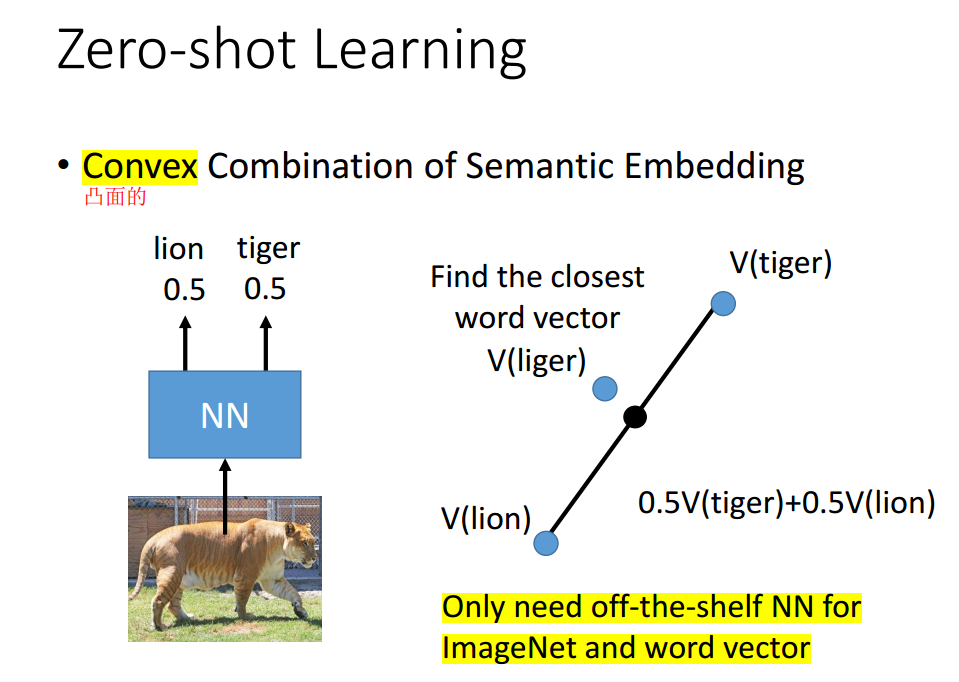 Zero-shot Learning
• Convex Combination of Semantic Embedding
凸面的
lion tiger
0.5 0.5
NN
Find the closest
word vector
V(liger)
V(tiger)
V(lion)
0.5V(tiger)+0.5V(lion)
Only need off-the-shelf NN for
ImageNet and word vector